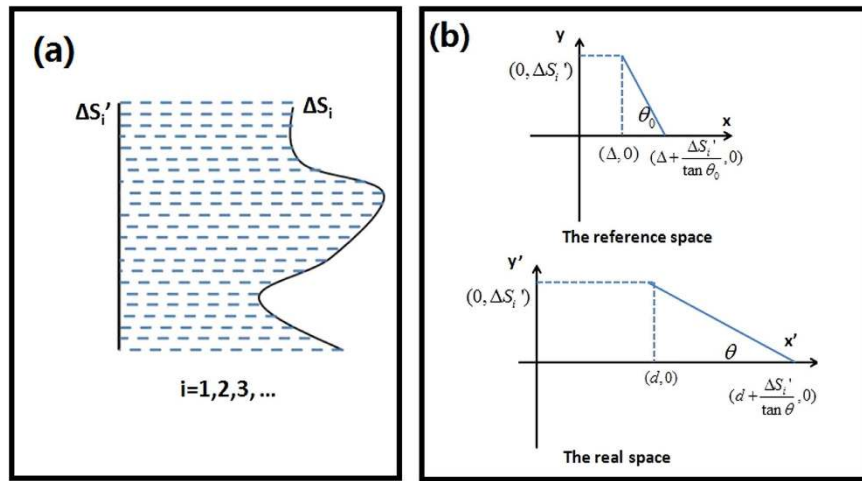 (a)
ΔSᵢ'
ΔSᵢ
i=1,2,3, ...
(b)
y
(0, ΔSᵢ')
θ₀
x
(Δ, 0)
(Δ + ΔSᵢ' / tan θ₀, 0)
The reference space
y'
(0, ΔSᵢ')
x'
θ
(d, 0)
(d + ΔSᵢ' / tan θ, 0)
The real space